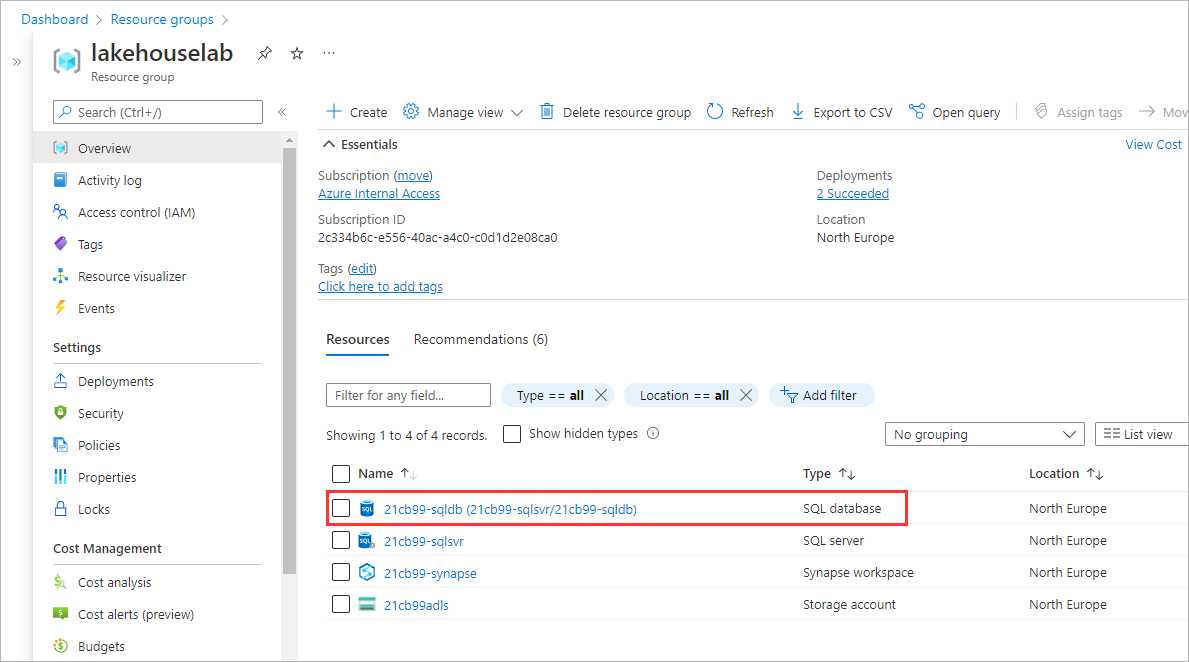 Dashboard > Resource groups >
lakehouselab
Resource group
Search (Ctrl+/)
Overview
Activity log
Access control (IAM)
Tags
Resource visualizer
Events
Settings
Deployments
Security
Policies
Properties
Locks
Cost Management
Cost analysis
Cost alerts (preview)
Budgets
Create Manage view Delete resource group Refresh Export to CSV Open query Assign tags Mov
Essentials View Cost
Subscription (move)
Azure Internal Access
Subscription ID
2c334b6c-e556-40ac-a4c0-c0d1d2e08ca0
Tags (edit)
Click here to add tags
Deployments
2 Succeeded
Location
North Europe
Resources Recommendations (6)
Filter for any field... Type == all Location == all Add filter
Showing 1 to 4 of 4 records. Show hidden types No grouping List view
Name Type Location
21cb99-sqldb (21cb99-sqlsvr/21cb99-sqldb) SQL database North Europe
21cb99-sqlsvr SQL server North Europe
21cb99-synapse Synapse workspace North Europe
21cb99adls Storage account North Europe